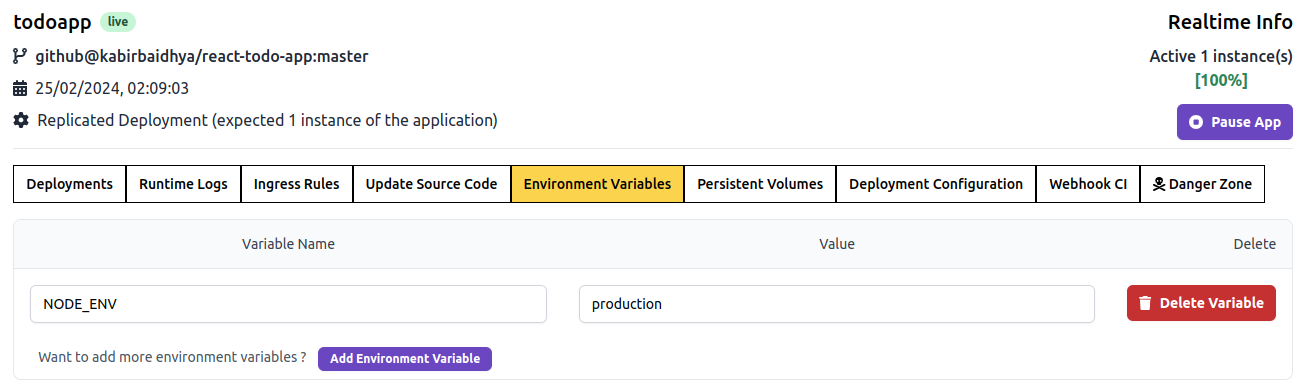 todoapp live
Realtime Info
github@kabirbaidhya/react-todo-app:master
Active 1 instance(s)
[100%]
25/02/2024, 02:09:03
Replicated Deployment (expected 1 instance of the application)
Pause App
Deployments Runtime Logs Ingress Rules Update Source Code Environment Variables Persistent Volumes Deployment Configuration Webhook CI Danger Zone
Variable Name Value Delete
NODE_ENV production Delete Variable
Want to add more environment variables ? Add Environment Variable